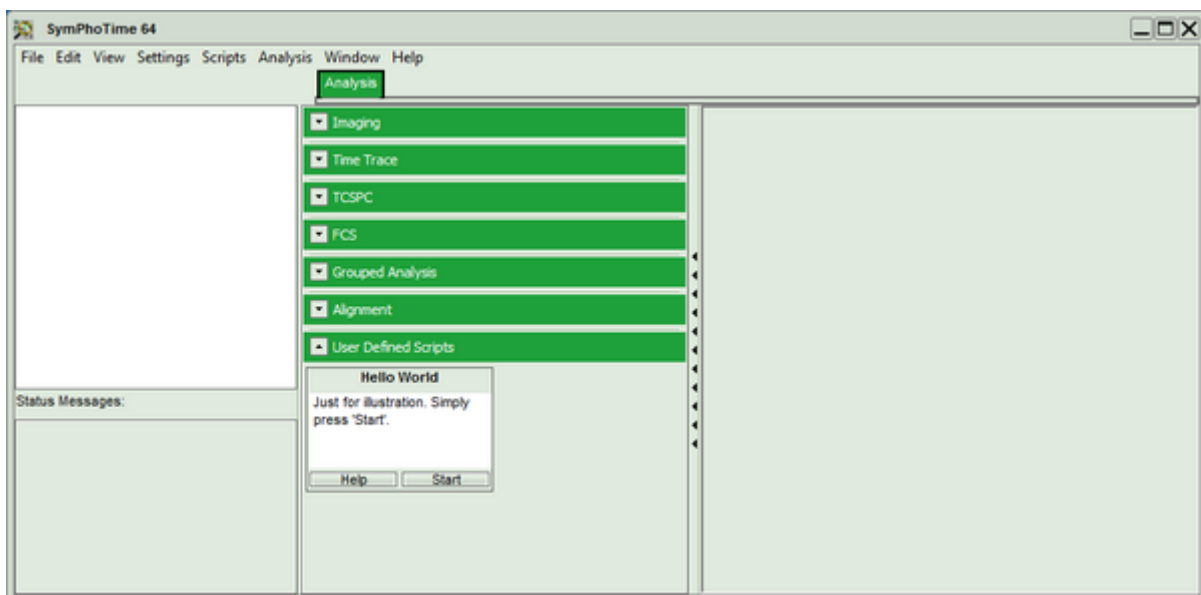 SymPhoTime 64
File Edit View Settings Scripts Analysis Window Help
Analysis
Imaging
Time Trace
TCSPC
FCS
Grouped Analysis
Alignment
User Defined Scripts
Hello World
Just for illustration. Simply
press 'Start'.
Help Start
Status Messages: